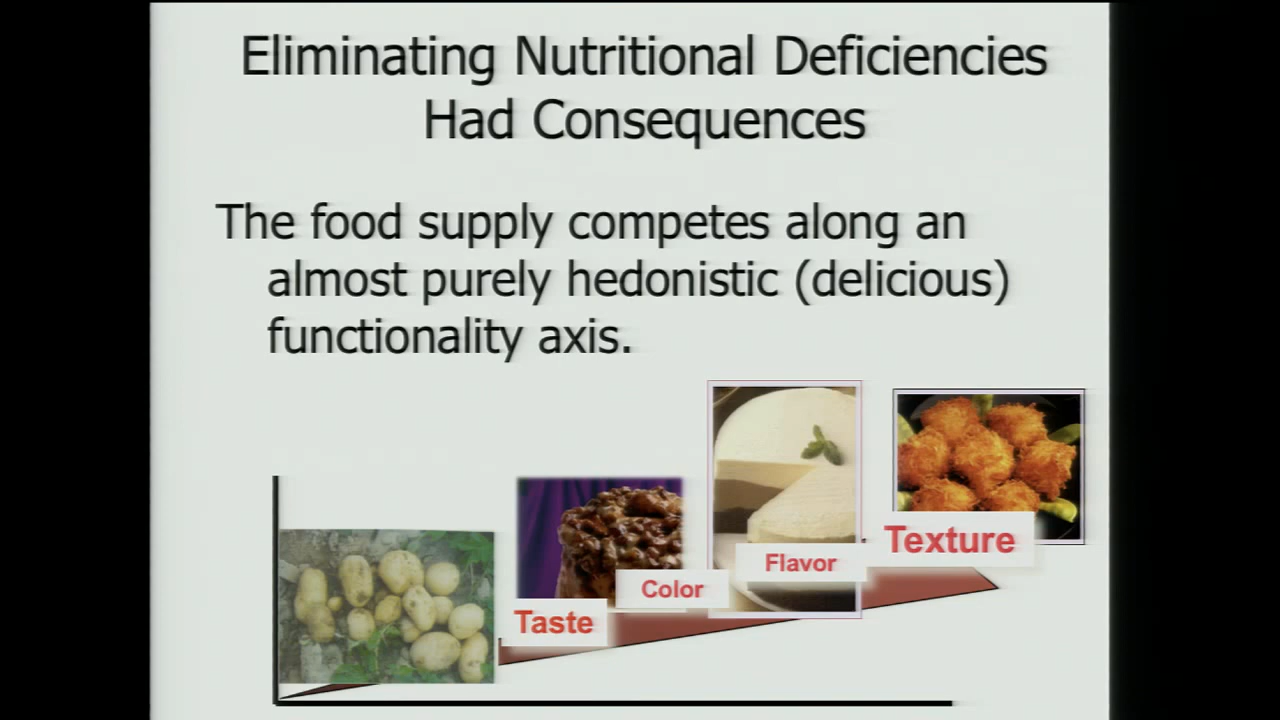 Eliminating Nutritional Deficiencies
Had Consequences
The food supply competes along an
almost purely hedonistic (delicious)
functionality axis.
Texture
Flavor
Color
Taste